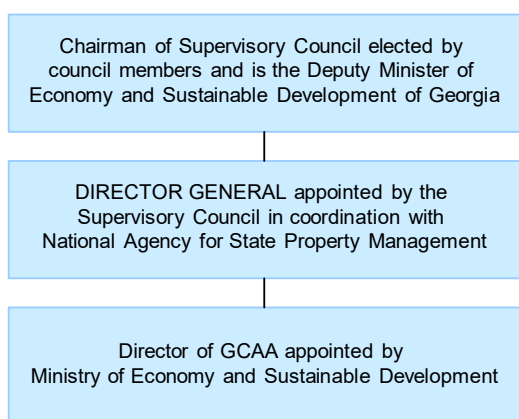 Chairman of Supervisory Council elected by
council members and is the Deputy Minister of
Economy and Sustainable Development of Georgia
DIRECTOR GENERAL appointed by the
Supervisory Council in coordination with
National Agency for State Property Management
Director of GCAA appointed by
Ministry of Economy and Sustainable Development